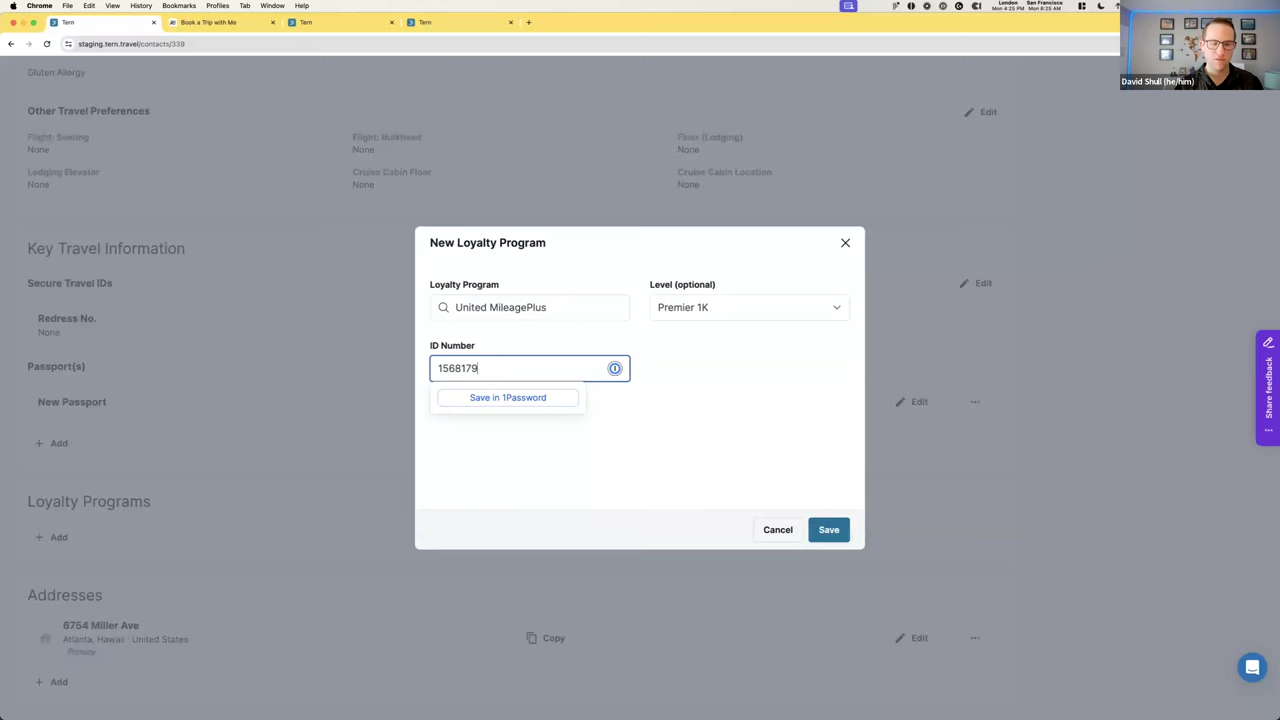 Chrome File Edit View History Bookmarks Profiles Tab Window Help
London San Francisco
Mon 4:25 PM Mon 8:25 AM
Tern Book a Trip with Me Tern Tern
staging.tern.travel/contacts/339
David Shull (he/him)
Gluten Allergy
Other Travel Preferences Edit
Flight: Seating Flight: Bulkhead Floor (Lodging)
None None None
Lodging Elevator Cruise Cabin Floor Cruise Cabin Location
None None None
Key Travel Information
Secure Travel IDs Edit
Redress No.
None
Passport(s)
New Passport Edit
Add
Loyalty Programs
Add
Addresses
6754 Miller Ave
Atlanta, Hawaii · United States Copy Edit
Primary
Add
New Loyalty Program
Loyalty Program Level (optional)
United MileagePlus Premier 1K
ID Number
1568179
Save in 1Password
Cancel Save
Share feedback